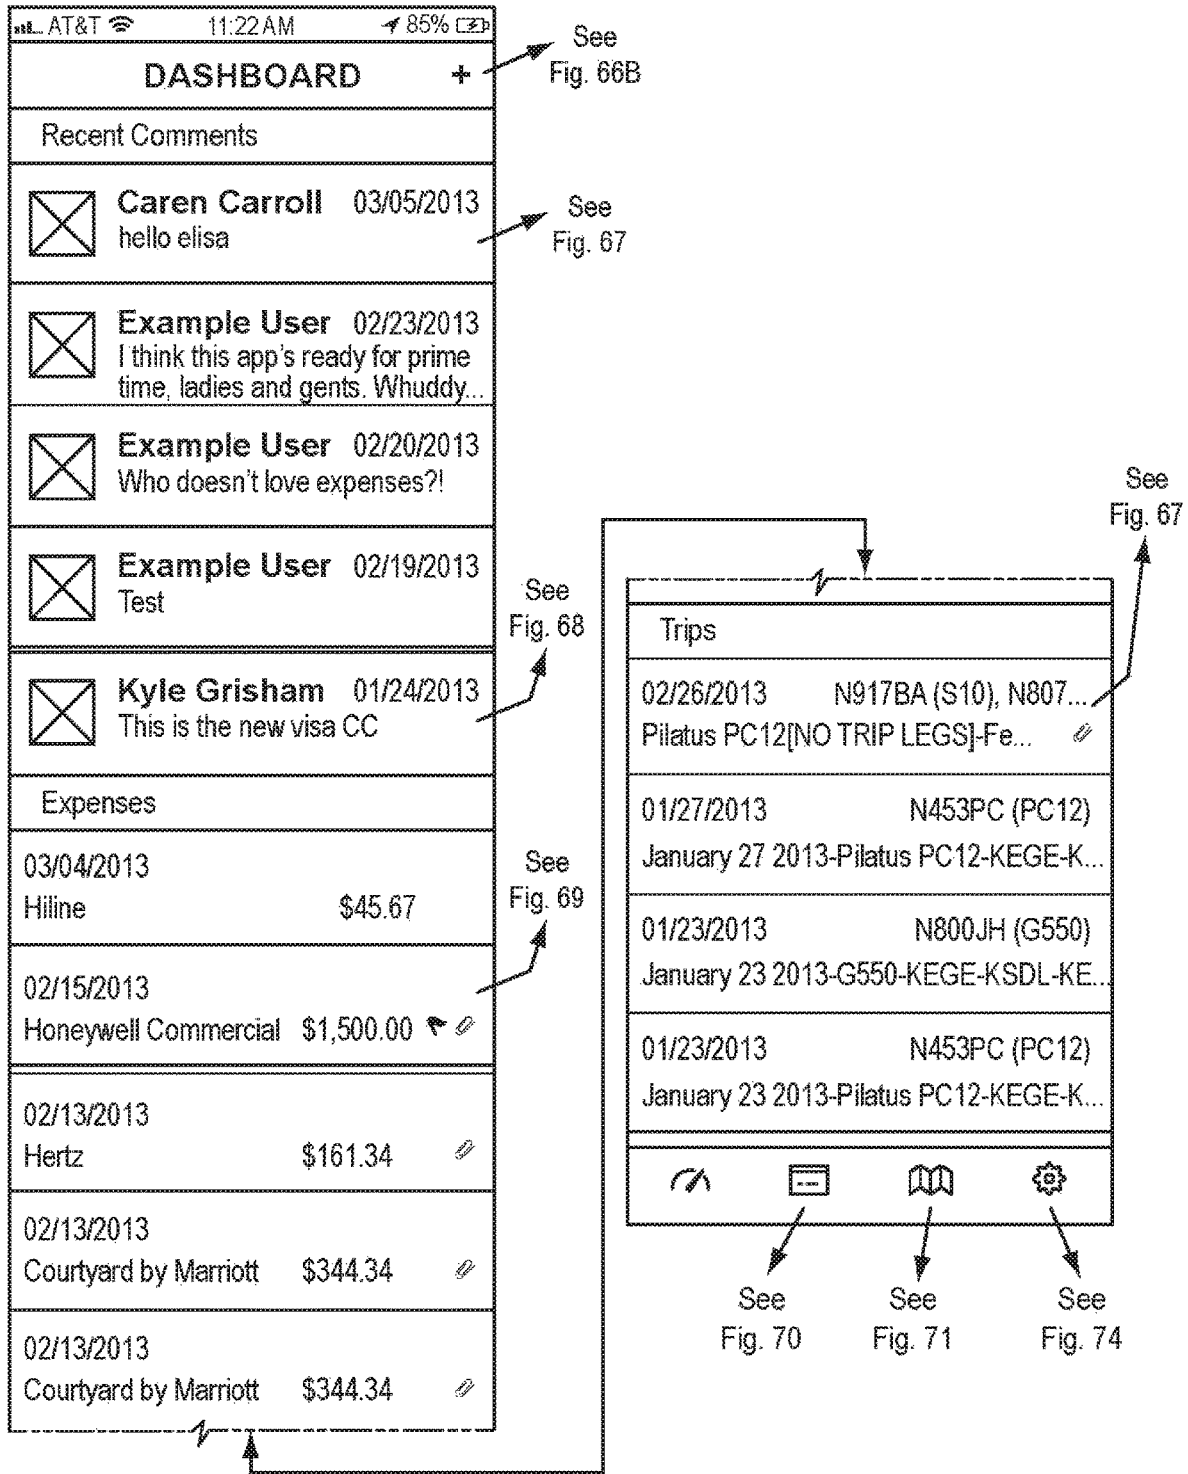 AT&T 11:22 AM 85%
DASHBOARD +
See
Fig. 66B
Recent Comments
Caren Carroll 03/05/2013
hello elisa
See
Fig. 67
Example User 02/23/2013
I think this app's ready for prime
time, ladies and gents. Whuddy...
Example User 02/20/2013
Who doesn't love expenses?!
Example User 02/19/2013
Test
See
Fig. 68
Kyle Grisham 01/24/2013
This is the new visa CC
Expenses
03/04/2013
Hiline $45.67
See
Fig. 69
02/15/2013
Honeywell Commercial $1,500.00
02/13/2013
Hertz $161.34
02/13/2013
Courtyard by Marriott $344.34
02/13/2013
Courtyard by Marriott $344.34
See
Fig. 67
Trips
02/26/2013 N917BA (S10), N807...
Pilatus PC12[NO TRIP LEGS]-Fe...
01/27/2013 N453PC (PC12)
January 27 2013-Pilatus PC12-KEGE-K...
01/23/2013 N800JH (G550)
January 23 2013-G550-KEGE-KSDL-KE...
01/23/2013 N453PC (PC12)
January 23 2013-Pilatus PC12-KEGE-K...
See
Fig. 70
See
Fig. 71
See
Fig. 74